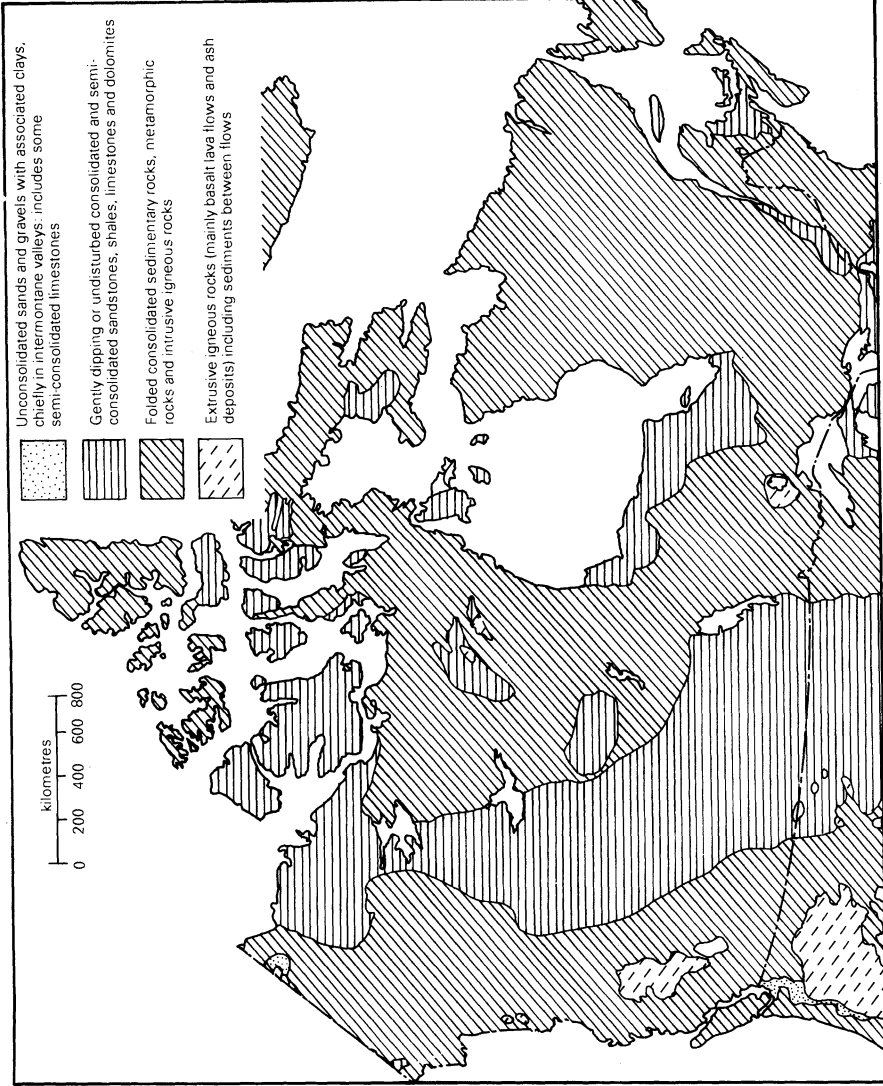 Unconsolidated sands and gravels with associated clays,
chiefly in intermontane valleys: includes some
semi-consolidated limestones
Gently dipping or undisturbed consolidated and semi-
consolidated sandstones, shales, limestones and dolomites
Folded consolidated sedimentary rocks, metamorphic
rocks and intrusive igneous rocks
Extrusive igneous rocks (mainly basalt lava flows and ash
deposits) including sediments between flows
kilometres
0 200 400 600 800